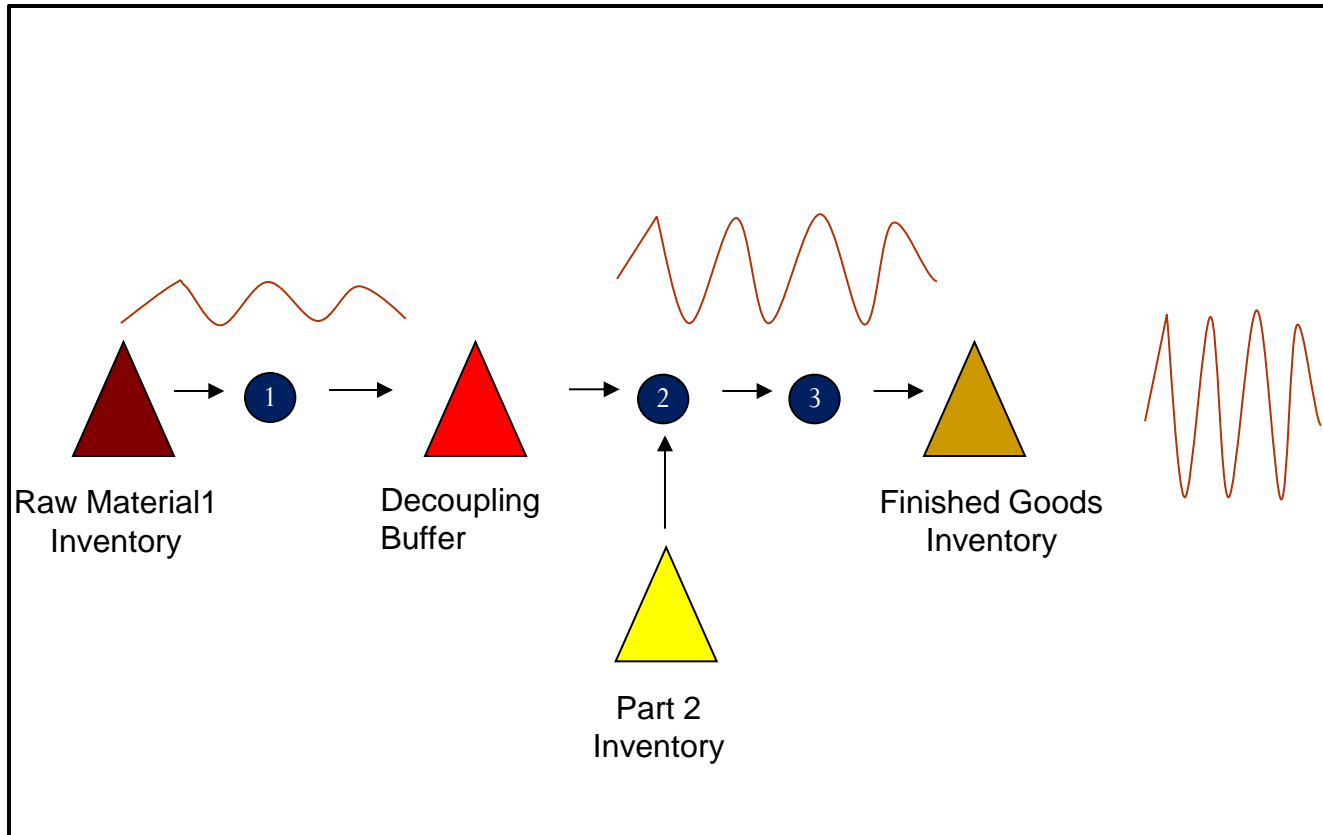 1
2
3
Raw Material1
Inventory
Decoupling
Buffer
Finished Goods
Inventory
Part 2
Inventory